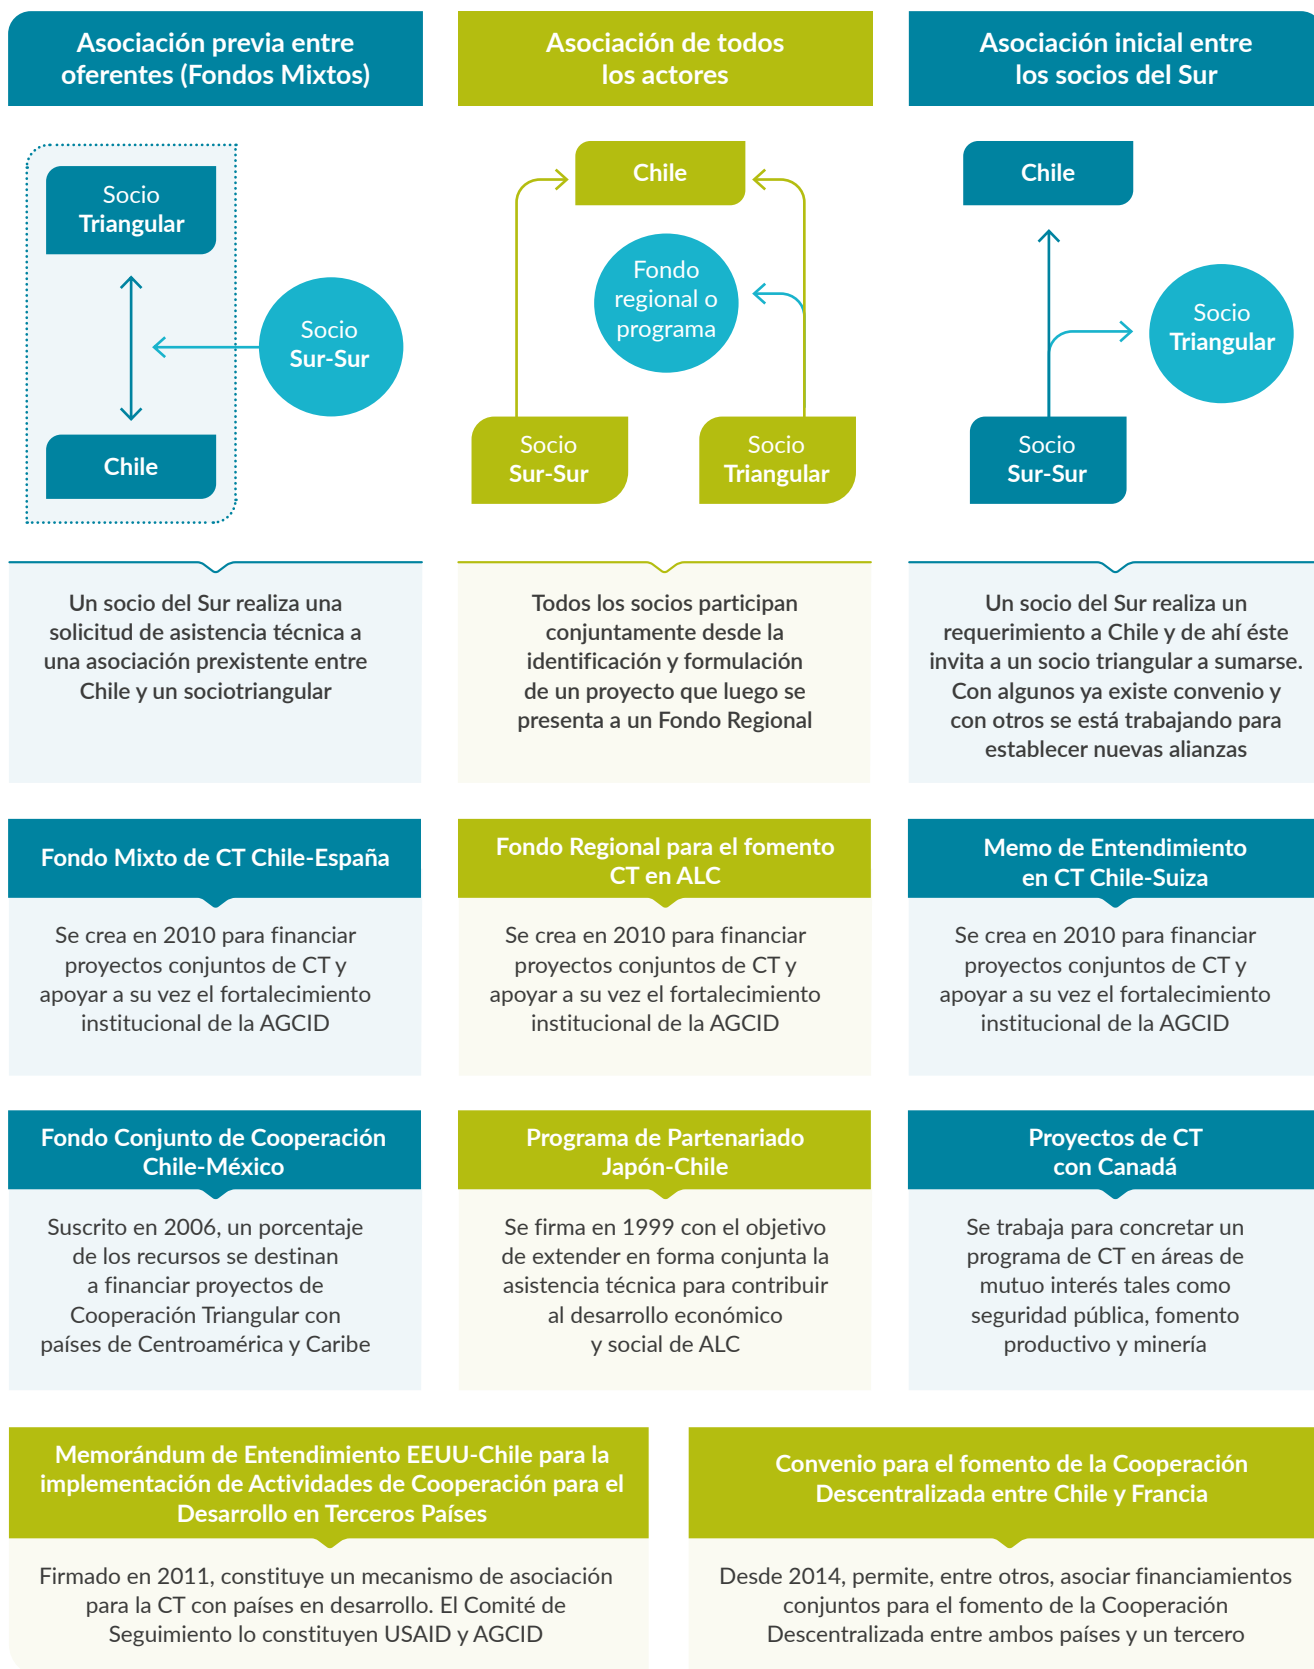 Asociación previa entre
oferentes (Fondos Mixtos)
Socio
Triangular
Socio
Sur-Sur
Chile
Un socio del Sur realiza una
solicitud de asistencia técnica a
una asociación prexistente entre
Chile y un sociotriangular
Asociación de todos
los actores
Chile
Fondo
regional o
programa
Socio
Sur-Sur
Socio
Triangular
Todos los socios participan
conjuntamente desde la
identificación y formulación
de un proyecto que luego se
presenta a un Fondo Regional
Asociación inicial entre
los socios del Sur
Chile
Socio
Triangular
Socio
Sur-Sur
Un socio del Sur realiza un
requerimiento a Chile y de ahí éste
invita a un socio triangular a sumarse.
Con algunos ya existe convenio y
con otros se está trabajando para
establecer nuevas alianzas
Fondo Mixto de CT Chile-España
Se crea en 2010 para financiar
proyectos conjuntos de CT y
apoyar a su vez el fortalecimiento
institucional de la AGCID
Fondo Regional para el fomento
CT en ALC
Se crea en 2010 para financiar
proyectos conjuntos de CT y
apoyar a su vez el fortalecimiento
institucional de la AGCID
Memo de Entendimiento
en CT Chile-Suiza
Se crea en 2010 para financiar
proyectos conjuntos de CT y
apoyar a su vez el fortalecimiento
institucional de la AGCID
Fondo Conjunto de Cooperación
Chile-México
Suscrito en 2006, un porcentaje
de los recursos se destinan
a financiar proyectos de
Cooperación Triangular con
países de Centroamérica y Caribe
Programa de Partenariado
Japón-Chile
Se firma en 1999 con el objetivo
de extender en forma conjunta la
asistencia técnica para contribuir
al desarrollo económico
y social de ALC
Proyectos de CT
con Canadá
Se trabaja para concretar un
programa de CT en áreas de
mutuo interés tales como
seguridad pública, fomento
productivo y minería
Memorándum de Entendimiento EEUU-Chile para la
implementación de Actividades de Cooperación para el
Desarrollo en Terceros Países
Firmado en 2011, constituye un mecanismo de asociación
para la CT con países en desarrollo. El Comité de
Seguimiento lo constituyen USAID y AGCID
Convenio para el fomento de la Cooperación
Descentralizada entre Chile y Francia
Desde 2014, permite, entre otros, asociar financiamientos
conjuntos para el fomento de la Cooperación
Descentralizada entre ambos países y un tercero